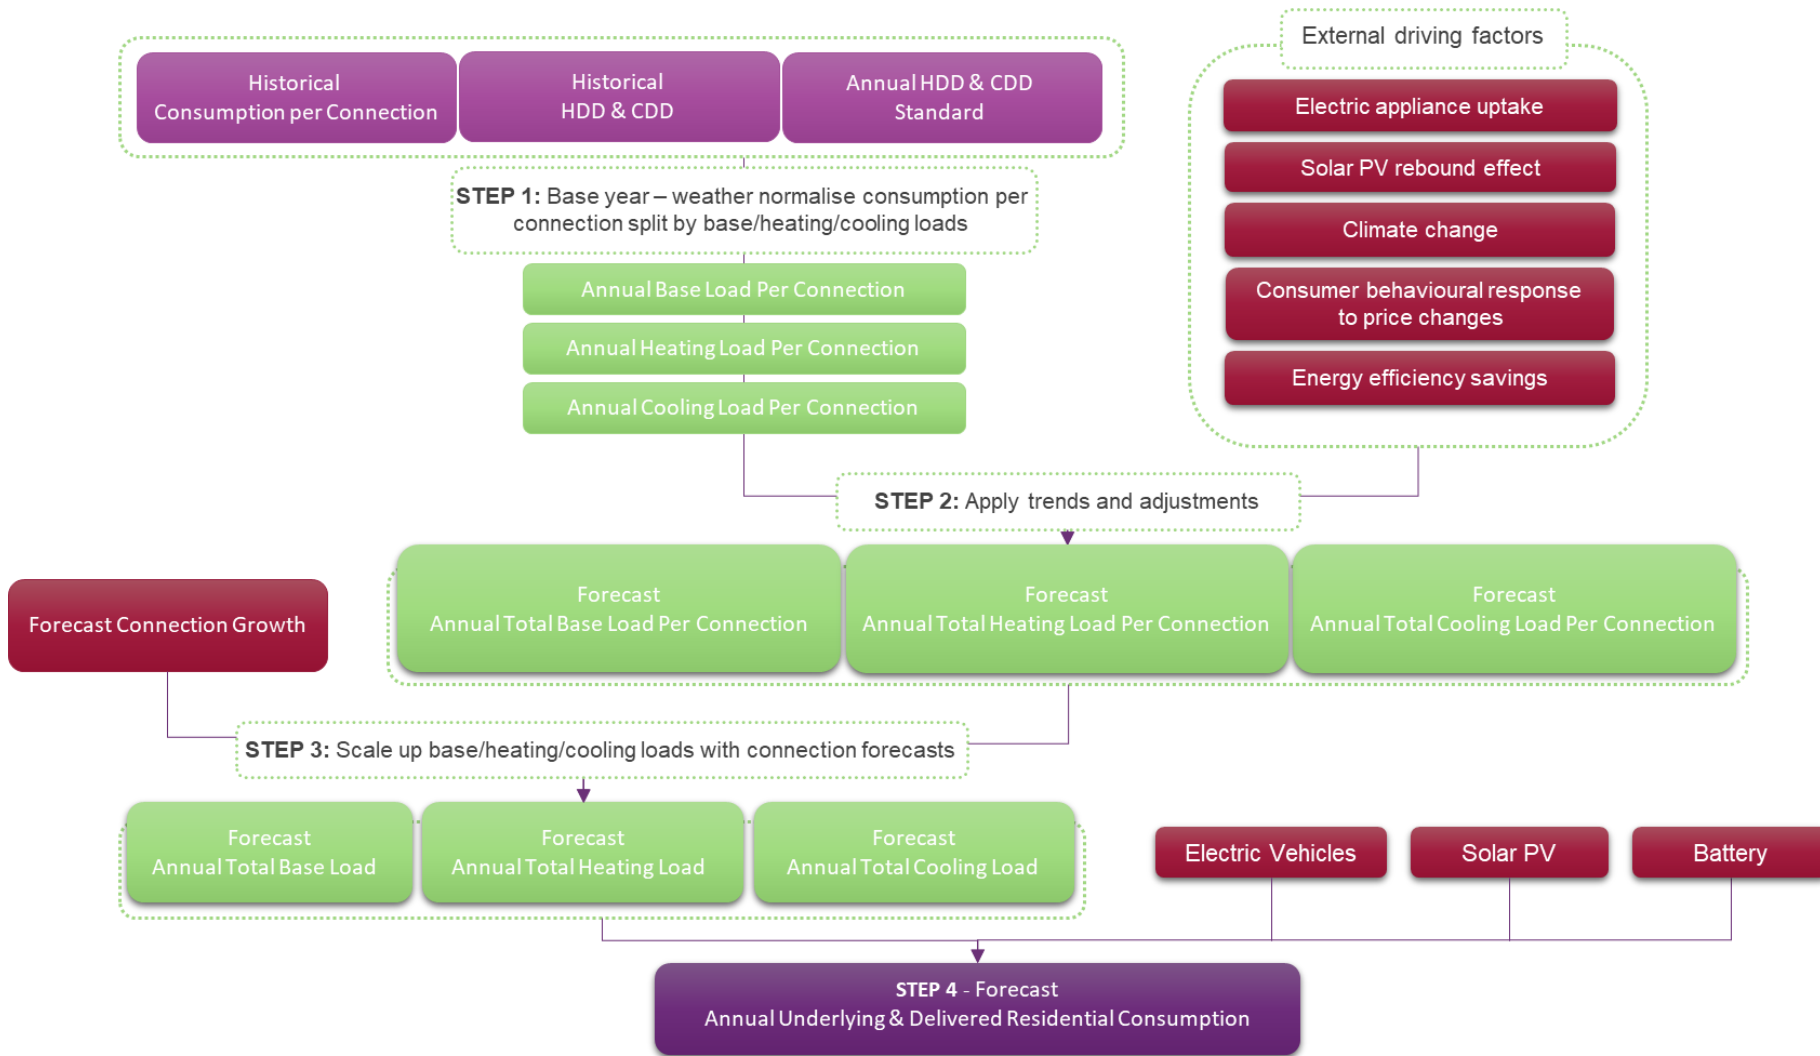 Historical
Consumption per Connection
Historical
HDD & CDD
Annual HDD & CDD
Standard
External driving factors
Electric appliance uptake
Solar PV rebound effect
Climate change
Consumer behavioural response
to price changes
Energy efficiency savings
STEP 1: Base year – weather normalise consumption per
connection split by base/heating/cooling loads
Annual Base Load Per Connection
Annual Heating Load Per Connection
Annual Cooling Load Per Connection
STEP 2: Apply trends and adjustments
Forecast
Annual Total Base Load Per Connection
Forecast
Annual Total Heating Load Per Connection
Forecast
Annual Total Cooling Load Per Connection
Forecast Connection Growth
STEP 3: Scale up base/heating/cooling loads with connection forecasts
Forecast
Annual Total Base Load
Forecast
Annual Total Heating Load
Forecast
Annual Total Cooling Load
Electric Vehicles
Solar PV
Battery
STEP 4 - Forecast
Annual Underlying & Delivered Residential Consumption